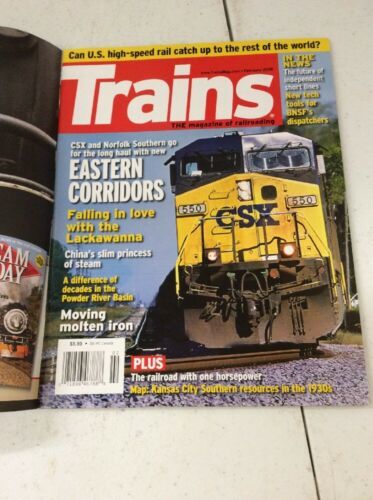 Can U.S. high-speed rail catch up to the rest of the world?
Trains
THE magazine of railroading
IN THE
NEWS
The future of
independent
short lines
New tech
tools for
BNSF's
dispatchers
CSX and Norfolk Southern go
for the long haul with new
EASTERN
CORRIDORS
Falling in love
with the
Lackawanna
China's slim princess
of steam
A difference of
decades in the
Powder River Basin
Moving
molten iron
550
CSX
550
PLUS
The railroad with one horsepower
Map: Kansas City Southern resources in the 1930s
DAY